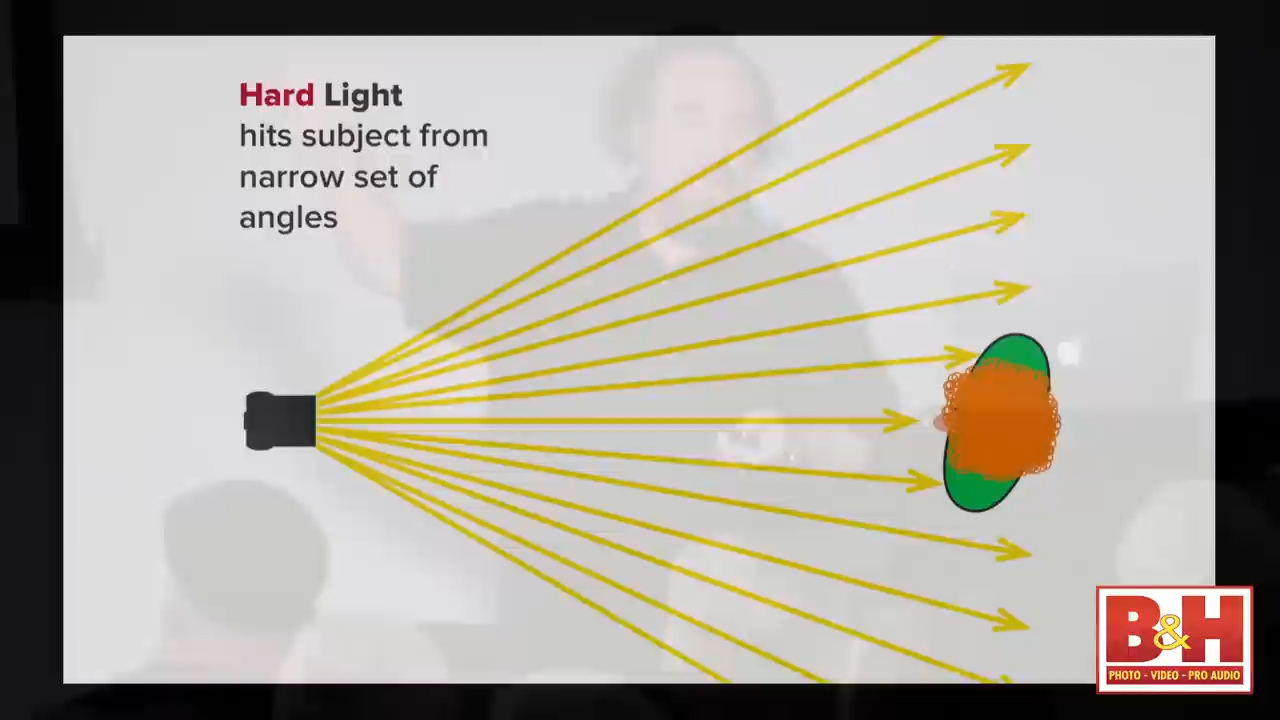 Hard Light
hits subject from
narrow set of
angles
B&H
PHOTO - VIDEO - PRO AUDIO